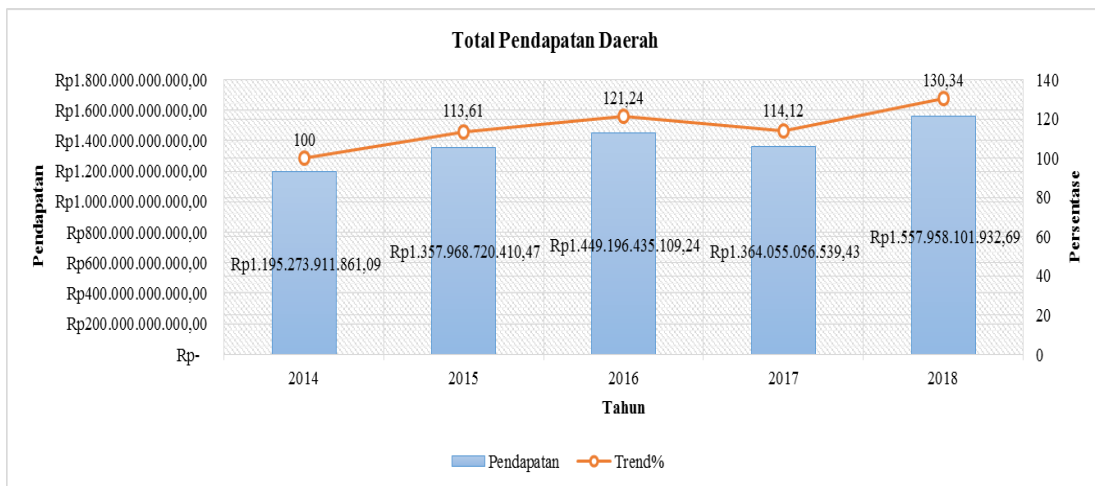 Total Pendapatan Daerah
Rp1.800.000.000.000,00
Rp1.600.000.000.000,00
Rp1.400.000.000.000,00
Rp1.200.000.000.000,00
Rp1.000.000.000.000,00
Rp800.000.000.000,00
Rp600.000.000.000,00
Rp400.000.000.000,00
Rp200.000.000.000,00
Rp-
Pendapatan
100
113,61
121,24
114,12
130,34
Rp1.195.273.911.861,09
Rp1.357.968.720.410,47
Rp1.449.196.435.109,24
Rp1.364.055.056.539,43
Rp1.557.958.101.932,69
140
120
100
80
60
40
20
0
Persentase
2014 2015 2016 2017 2018
Tahun
Pendapatan Trend%